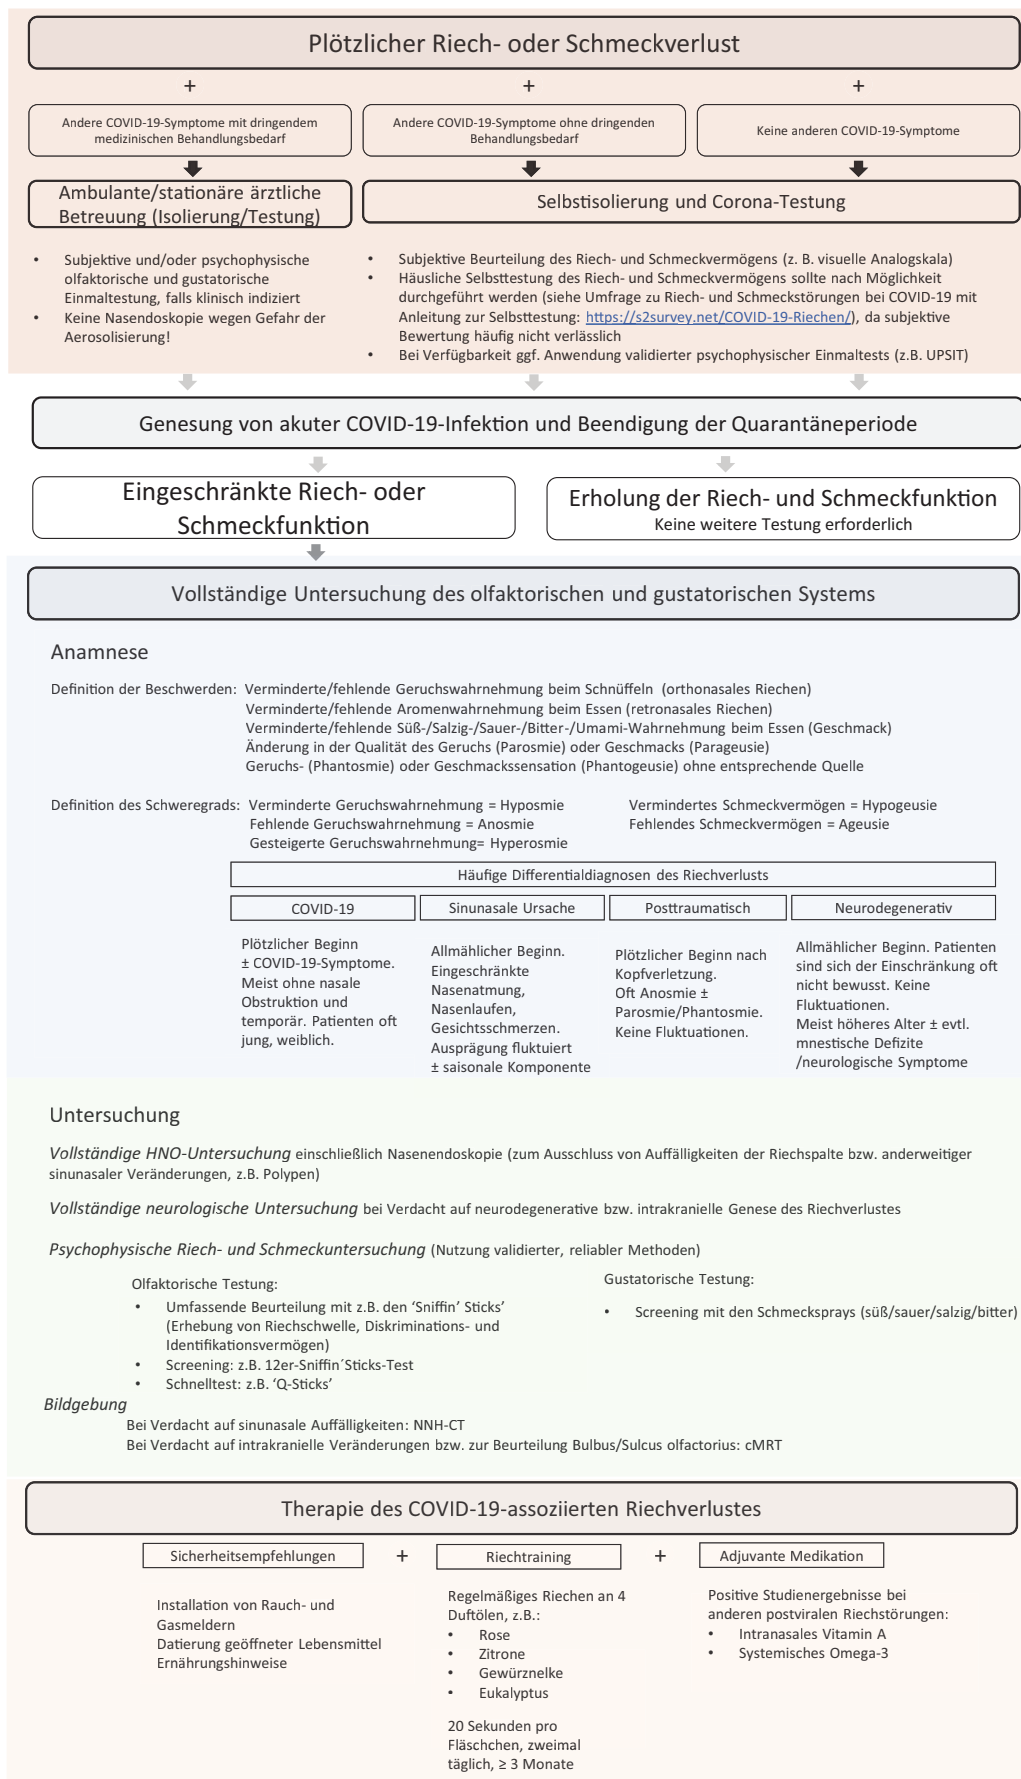 Plötzlicher Riech- oder Schmeckverlust
+
+
+
Andere COVID-19-Symptome mit dringendem
medizinischen Behandlungsbedarf
Andere COVID-19-Symptome ohne dringenden
Behandlungsbedarf
Keine anderen COVID-19-Symptome
Ambulante/stationäre ärztliche
Betreuung (Isolierung/Testung)
Selbstisolierung und Corona-Testung
• Subjektive und/oder psychophysische
olfaktorische und gustatorische
Einmaltestung, falls klinisch indiziert
• Keine Nasendoskopie wegen Gefahr der
Aerosolisierung!
• Subjektive Beurteilung des Riech- und Schmeckvermögens (z. B. visuelle Analogskala)
• Häusliche Selbsttestung des Riech- und Schmeckvermögens sollte nach Möglichkeit
durchgeführt werden (siehe Umfrage zu Riech- und Schmeckstörungen bei COVID-19 mit
Anleitung zur Selbsttestung: https://s2survey.net/COVID-19-Riechen/), da subjektive
Bewertung häufig nicht verlässlich
• Bei Verfügbarkeit ggf. Anwendung validierter psychophysischer Einmaltests (z.B. UPSIT)
Genesung von akuter COVID-19-Infektion und Beendigung der Quarantäneperiode
Eingeschränkte Riech- oder
Schmeckfunktion
Erholung der Riech- und Schmeckfunktion
Keine weitere Testung erforderlich
Vollständige Untersuchung des olfaktorischen und gustatorischen Systems
Anamnese
Definition der Beschwerden: Verminderte/fehlende Geruchswahrnehmung beim Schnüffeln (orthonasales Riechen)
Verminderte/fehlende Aromenwahrnehmung beim Essen (retronasales Riechen)
Verminderte/fehlende Süß-/Salzig-/Sauer-/Bitter-/Umami-Wahrnehmung beim Essen (Geschmack)
Änderung in der Qualität des Geruchs (Parosmie) oder Geschmacks (Parageusie)
Geruchs- (Phantosmie) oder Geschmackssensation (Phantogeusie) ohne entsprechende Quelle
Definition des Schweregrads: Verminderte Geruchswahrnehmung = Hyposmie
Fehlende Geruchswahrnehmung = Anosmie
Gesteigerte Geruchswahrnehmung= Hyperosmie
Vermindertes Schmeckvermögen = Hypogeusie
Fehlendes Schmeckvermögen = Ageusie
Häufige Differentialdiagnosen des Riechverlusts
COVID-19
Sinunasale Ursache
Posttraumatisch
Neurodegenerativ
Plötzlicher Beginn
± COVID-19-Symptome.
Meist ohne nasale
Obstruktion und
temporär. Patienten oft
jung, weiblich.
Allmählicher Beginn.
Eingeschränkte
Nasenatmung,
Nasenlaufen,
Gesichtsschmerzen.
Ausprägung fluktuiert
± saisonale Komponente
Plötzlicher Beginn nach
Kopfverletzung.
Oft Anosmie ±
Parosmie/Phantosmie.
Keine Fluktuationen.
Allmählicher Beginn. Patienten
sind sich der Einschränkung oft
nicht bewusst. Keine
Fluktuationen.
Meist höheres Alter ± evtl.
mnestische Defizite
/neurologische Symptome
Untersuchung
Vollständige HNO-Untersuchung einschließlich Nasenendoskopie (zum Ausschluss von Auffälligkeiten der Riechspalte bzw. anderweitiger
sinunasaler Veränderungen, z.B. Polypen)
Vollständige neurologische Untersuchung bei Verdacht auf neurodegenerative bzw. intrakranielle Genese des Riechverlustes
Psychophysische Riech- und Schmeckuntersuchung (Nutzung validierter, reliabler Methoden)
Olfaktorische Testung:
• Umfassende Beurteilung mit z.B. den ‘Sniffin’ Sticks’
(Erhebung von Riechschwelle, Diskriminations- und
Identifikationsvermögen)
• Screening: z.B. 12er-Sniffin´Sticks-Test
• Schnelltest: z.B. ‘Q-Sticks’
Gustatorische Testung:
• Screening mit den Schmecksprays (süß/sauer/salzig/bitter)
Bildgebung
Bei Verdacht auf sinunasale Auffälligkeiten: NNH-CT
Bei Verdacht auf intrakranielle Veränderungen bzw. zur Beurteilung Bulbus/Sulcus olfactorius: cMRT
Therapie des COVID-19-assoziierten Riechverlustes
Sicherheitsempfehlungen
+
Riechtraining
+
Adjuvante Medikation
Installation von Rauch- und
Gasmeldern
Datierung geöffneter Lebensmittel
Ernährungshinweise
Regelmäßiges Riechen an 4
Duftölen, z.B.:
• Rose
• Zitrone
• Gewürznelke
• Eukalyptus
20 Sekunden pro
Fläschchen, zweimal
täglich, ≥ 3 Monate
Positive Studienergebnisse bei
anderen postviralen Riechstörungen:
• Intranasales Vitamin A
• Systemisches Omega-3